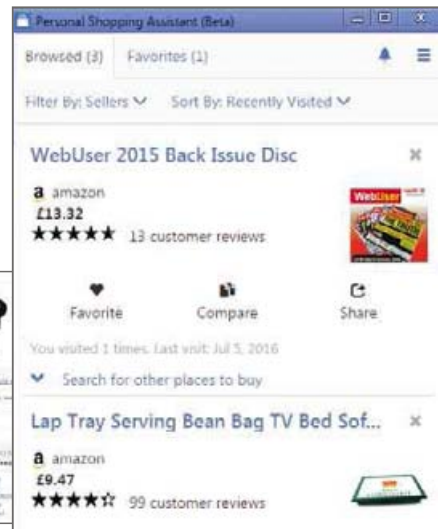 Personal Shopping Assistant (Beta)
Browsed (3) Favorites (1)
Filter By: Sellers Sort By: Recently Visited
WebUser 2015 Back Issue Disc
a amazon
£13.32
13 customer reviews
WebUser
Favorite Compare Share
You visited 1 times. Last visit: Jul 5, 2016
Search for other places to buy
Lap Tray Serving Bean Bag TV Bed Sof...
a amazon
£9.47
99 customer reviews